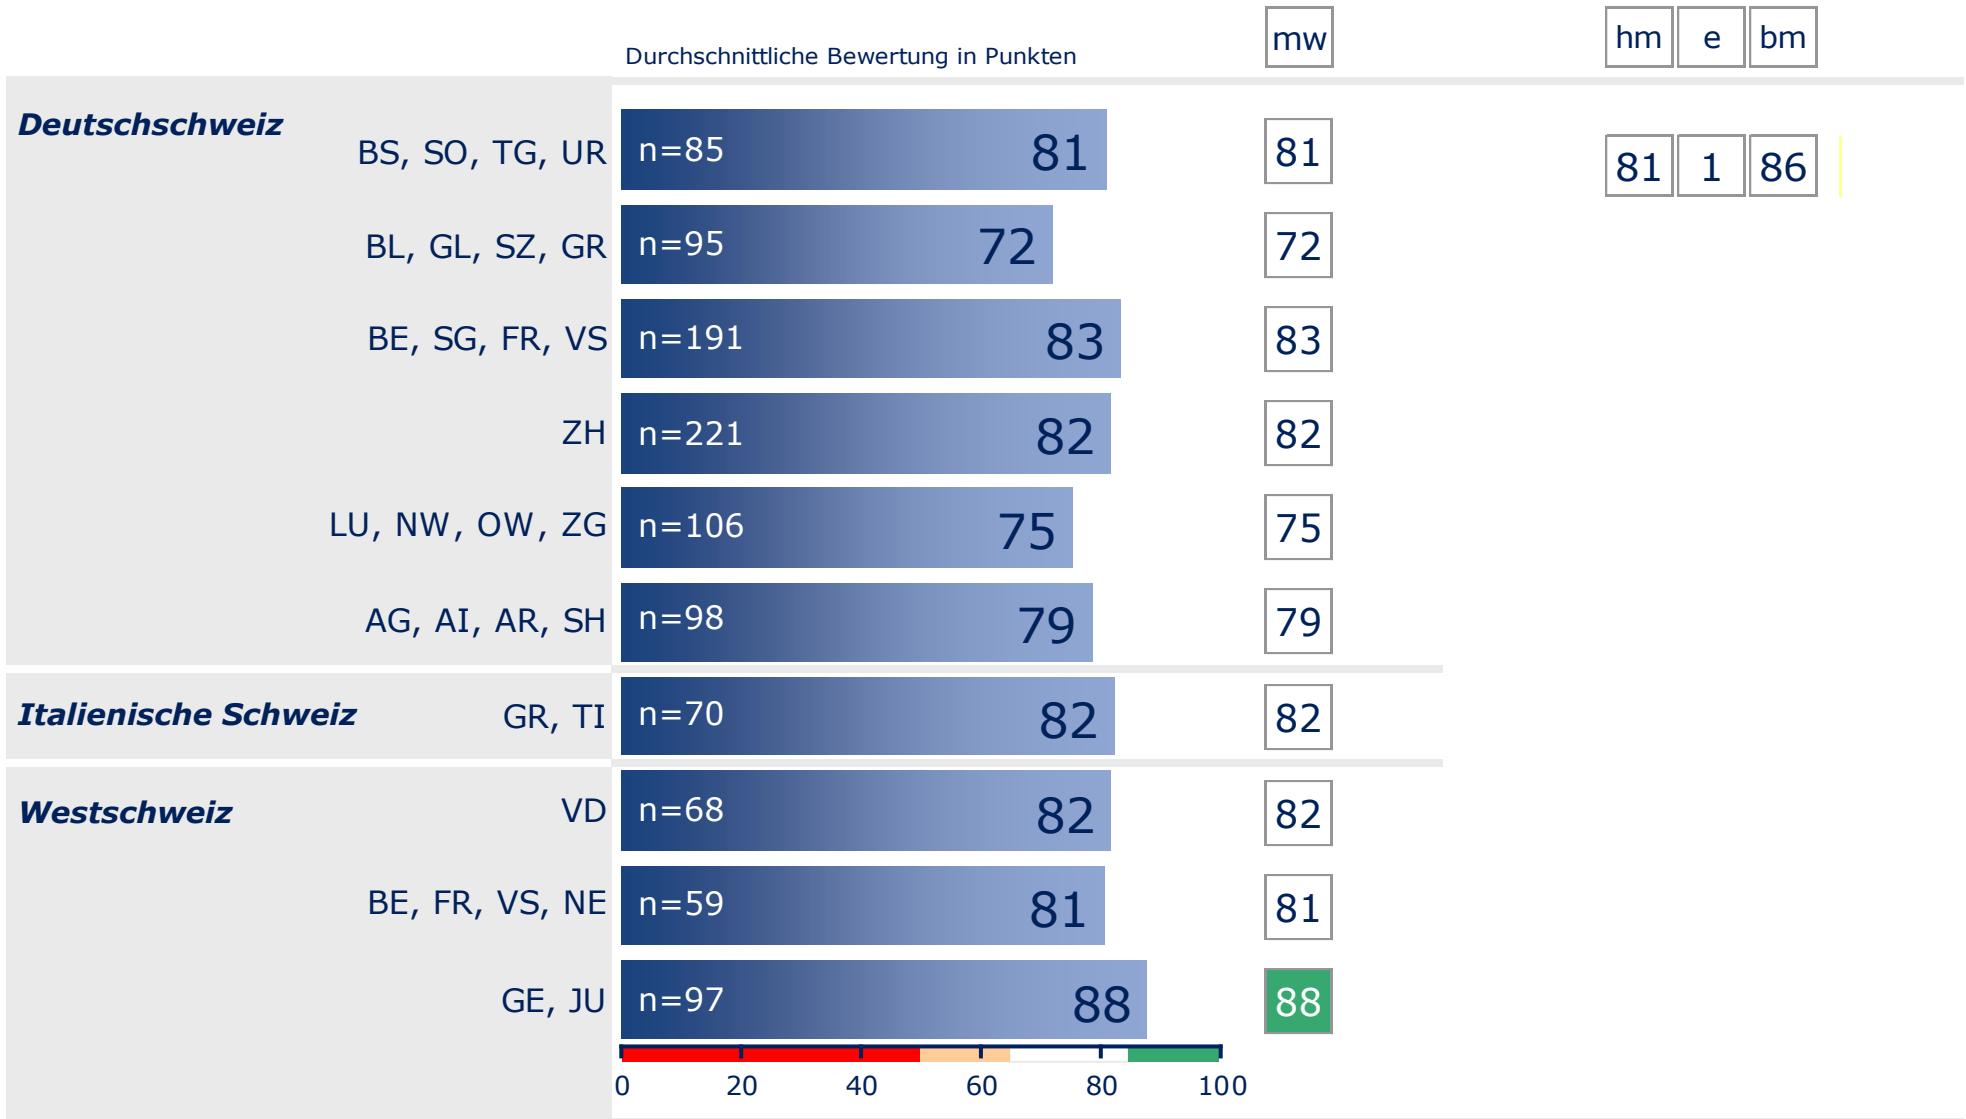 Durchschnittliche Bewertung in Punkten mw hm e bm
Deutschschweiz
BS, SO, TG, UR n=85 81 81 81 1 86
BL, GL, SZ, GR n=95 72 72
BE, SG, FR, VS n=191 83 83
ZH n=221 82 82
LU, NW, OW, ZG n=106 75 75
AG, AI, AR, SH n=98 79 79
Italienische Schweiz GR, TI n=70 82 82
Westschweiz VD n=68 82 82
BE, FR, VS, NE n=59 81 81
GE, JU n=97 88 88
0 20 40 60 80 100